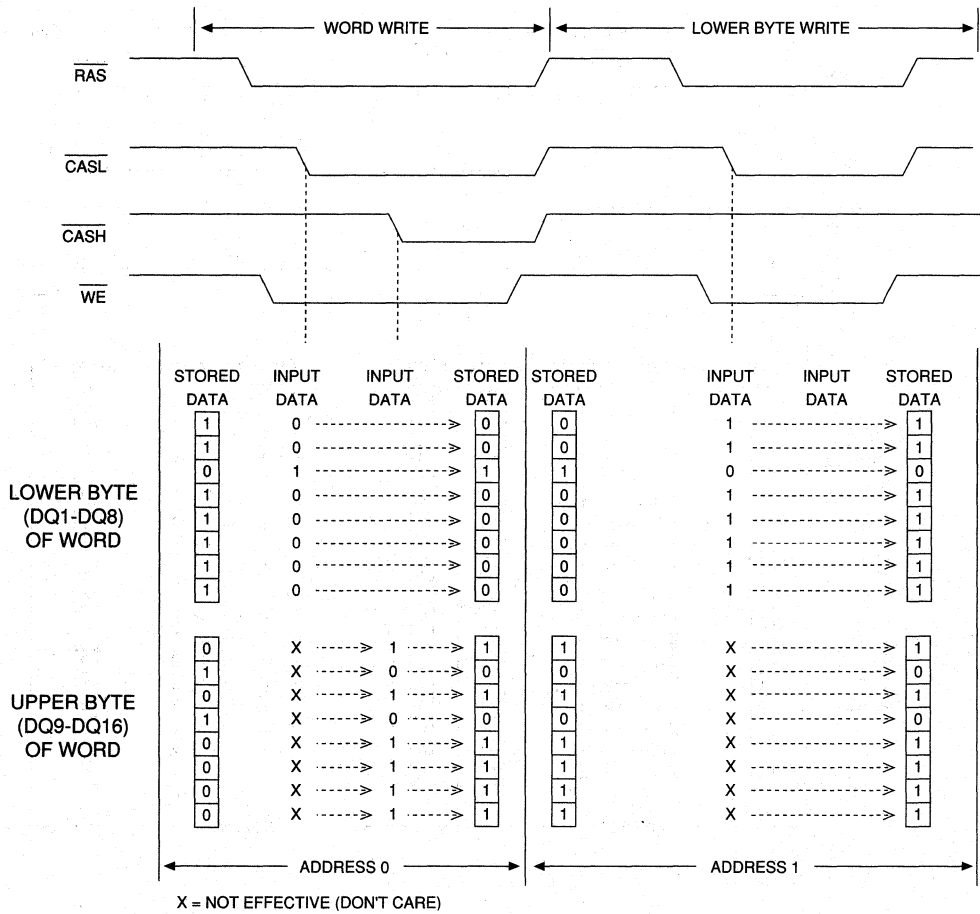 WORD WRITE LOWER BYTE WRITE
RAS
CASL
CASH
WE
STORED INPUT INPUT STORED STORED INPUT INPUT STORED
DATA DATA DATA DATA DATA DATA DATA DATA
1 0 0 0 1 1
1 0 0 0 1 1
0 1 1 1 0 0
LOWER BYTE 1 0 0 0 1 1
(DQ1-DQ8) 1 0 0 0 1 1
OF WORD 1 0 0 0 1 1
1 0 0 0 1 1
1 0 0 0 1 1
0 X 1 1 1 X 1
1 X 0 0 0 X 0
0 X 1 1 1 X 1
UPPER BYTE 1 X 0 0 0 X 0
(DQ9-DQ16) 0 X 1 1 1 X 1
OF WORD 0 X 1 1 1 X 1
0 X 1 1 1 X 1
0 X 1 1 1 X 1
ADDRESS 0 ADDRESS 1
X = NOT EFFECTIVE (DON'T CARE)